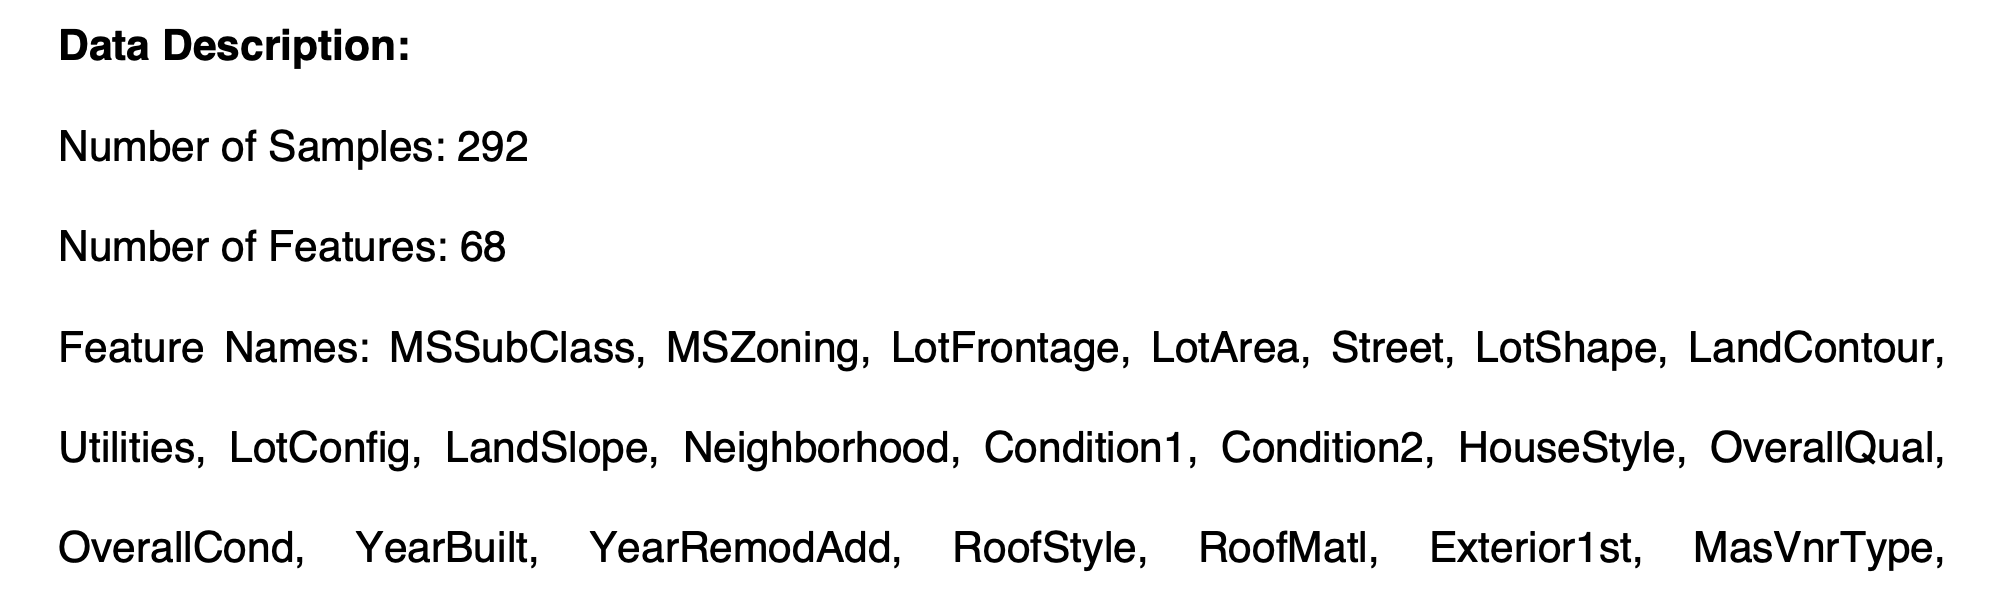 Data Description:
Number of Samples: 292
Number of Features: 68
Feature Names: MSSubClass, MSZoning, LotFrontage, LotArea, Street, LotShape, LandContour,
Utilities, LotConfig, LandSlope, Neighborhood, Condition1, Condition2, HouseStyle, OverallQual,
OverallCond, YearBuilt, YearRemodAdd, RoofStyle, RoofMatl, Exterior1st, MasVnrType,